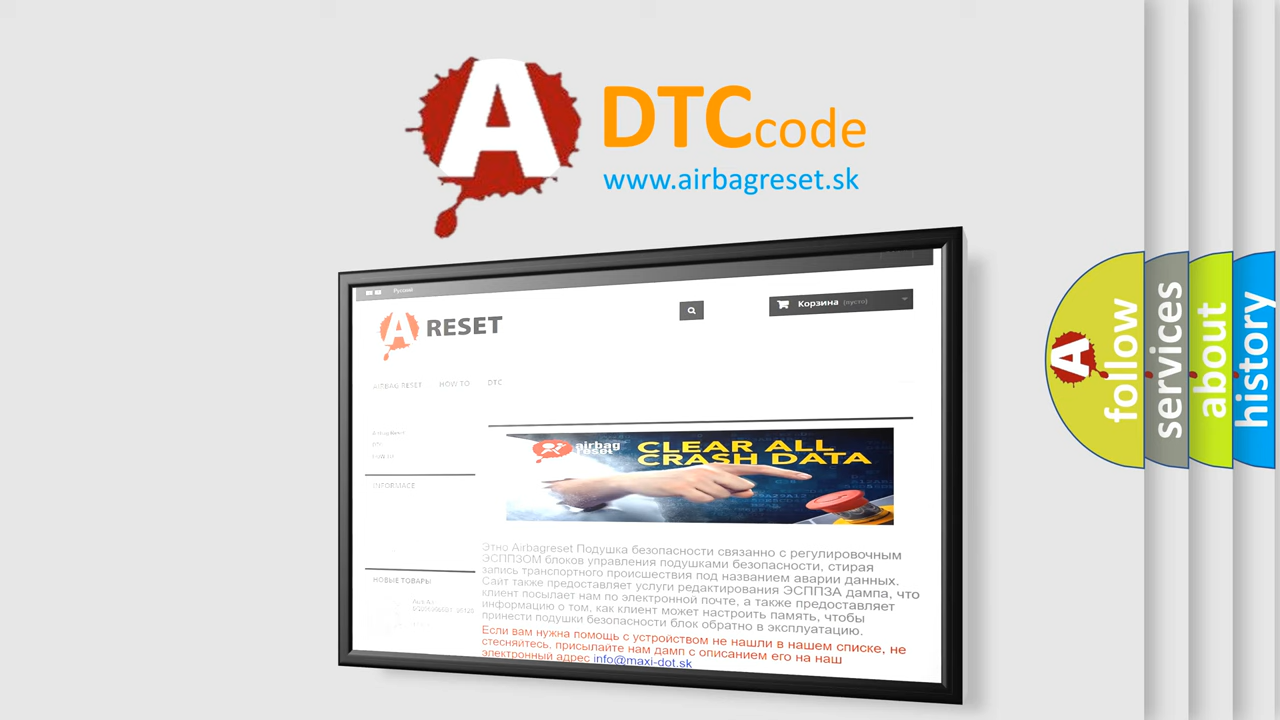 A DTCcode
www.airbagreset.sk
Русский
Корзина (пусто)
A RESET
AIRBAG RESET HOW TO DTC
INFORMACE
airbag
reset
CLEAR ALL
CRASH DATA
Этно Airbagreset Подушка безопасности связанно с регулировочным
ЭСППЗОМ блоков управления подушками безопасности, стирая
запись транспортного происшествия под названием аварии данных.
Сайт также предоставляет услуги редактирования ЭСППЗА дампа, что
клиент посылает нам по электронной почте, а также предоставляет
информацию о том, как клиент может настроить память, чтобы
принести подушки безопасности блок обратно в эксплуатацию.
Если вам нужна помощь с устройством не нашли в нашем списке, не
стесняйтесь, присылайте нам дамп с описанием его на наш
электронный адрес info@maxi-dot.sk
НОВЫЕ ТОВАРЫ
A follow
services
about
history